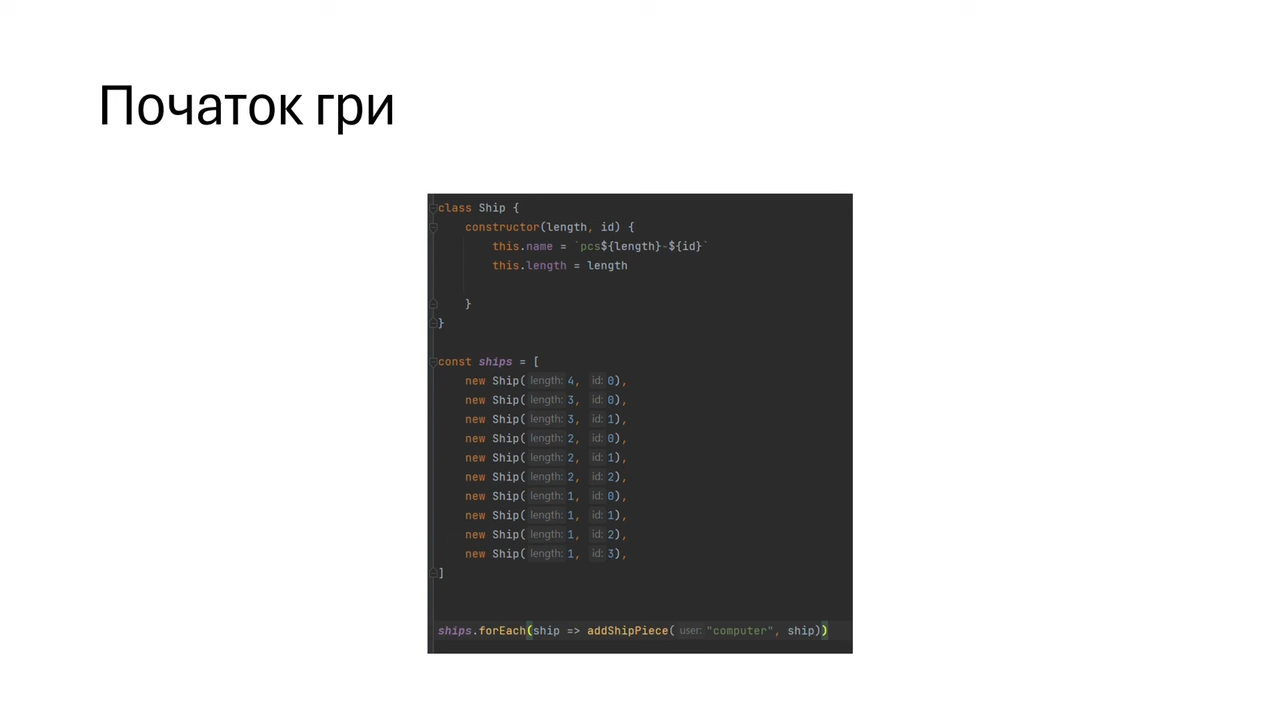 Початок гри
class Ship {
constructor(length, id) {
this.name = `pcs${length}-${id}`
this.length = length
}
}
const ships = [
new Ship( length: 4, id: 0),
new Ship( length: 3, id: 0),
new Ship( length: 3, id: 1),
new Ship( length: 2, id: 0),
new Ship( length: 2, id: 1),
new Ship( length: 2, id: 2),
new Ship( length: 1, id: 0),
new Ship( length: 1, id: 1),
new Ship( length: 1, id: 2),
new Ship( length: 1, id: 3),
]
ships.forEach(ship => addShipPiece( user: "computer", ship))